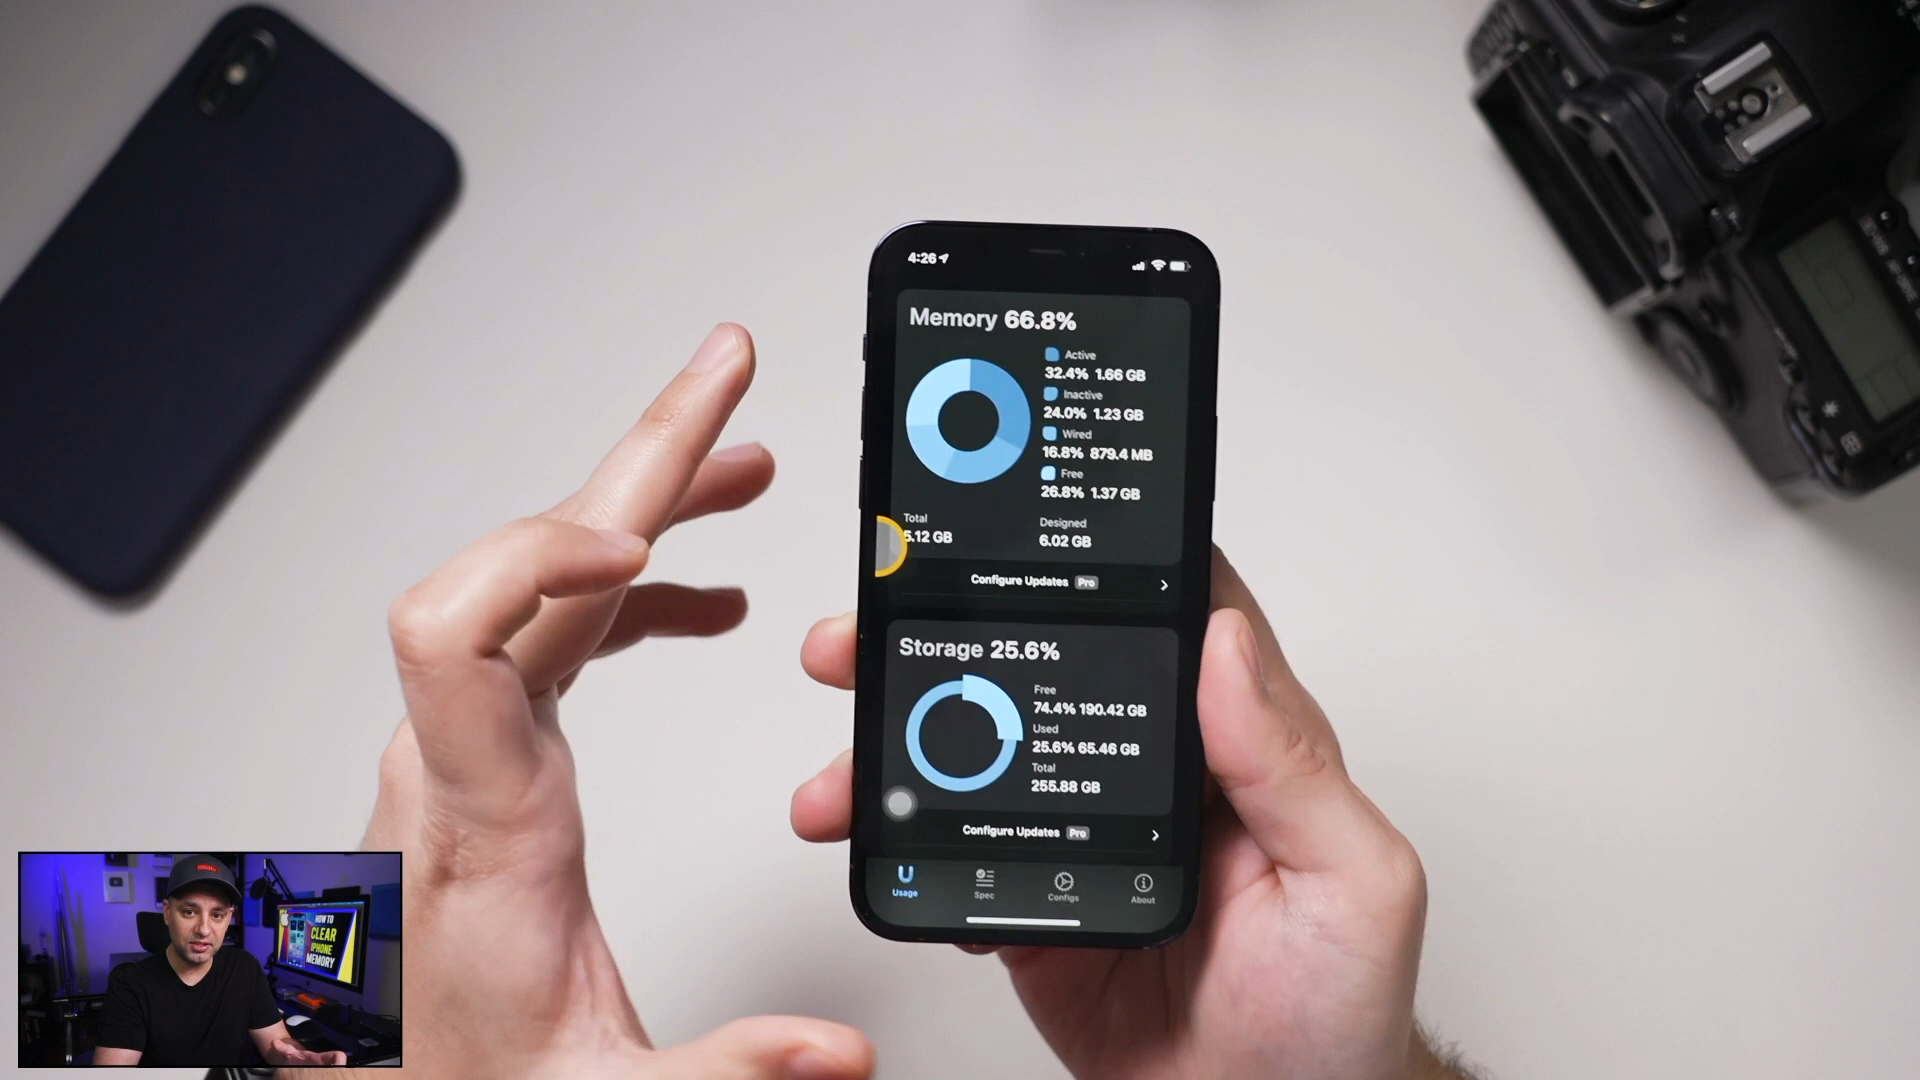 4:26
Memory 66.8%
Active
32.4% 1.66 GB
Inactive
24.0% 1.23 GB
Wired
16.8% 879.4 MB
Free
26.8% 1.37 GB
Total
5.12 GB
Designed
6.02 GB
Configure Updates Pro
Storage 25.6%
Free
74.4% 190.42 GB
Used
25.6% 65.46 GB
Total
255.88 GB
Configure Updates Pro
Usage
Spec
Configs
About
HOW TO
CLEAR
IPHONE
MEMORY